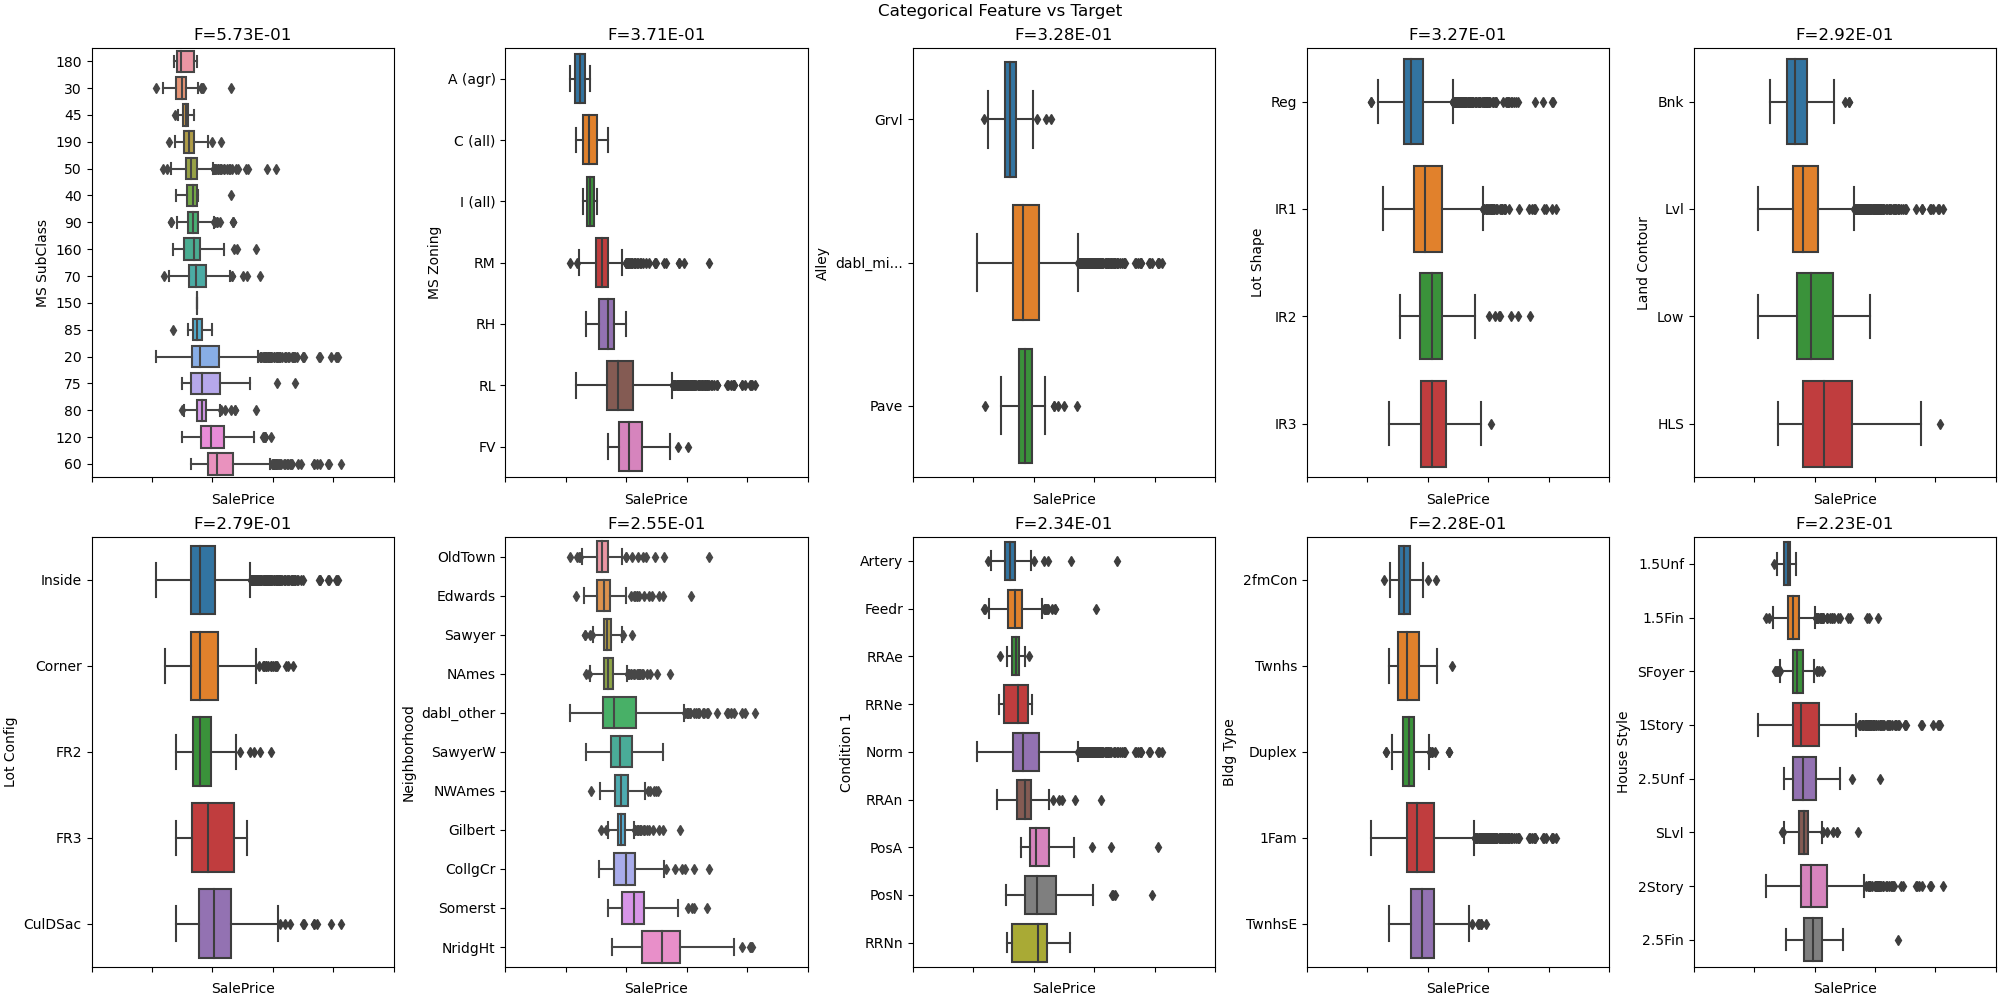 Categorical Feature vs Target
F=5.73E-01
MS SubClass
180
30
45
190
50
40
90
160
70
150
85
20
75
80
120
60
SalePrice
F=3.71E-01
MS Zoning
A (agr)
C (all)
I (all)
RM
RH
RL
FV
SalePrice
F=3.28E-01
Alley
Grvl
dabl_mi...
Pave
SalePrice
F=3.27E-01
Lot Shape
Reg
IR1
IR2
IR3
SalePrice
F=2.92E-01
Land Contour
Bnk
Lvl
Low
HLS
SalePrice
F=2.79E-01
Lot Config
Inside
Corner
FR2
FR3
CulDSac
SalePrice
F=2.55E-01
Neighborhood
OldTown
Edwards
Sawyer
NAmes
dabl_other
SawyerW
NWAmes
Gilbert
CollgCr
Somerst
NridgHt
SalePrice
F=2.34E-01
Condition 1
Artery
Feedr
RRAe
RRNe
Norm
RRAn
PosA
PosN
RRNn
SalePrice
F=2.28E-01
Bldg Type
2fmCon
Twnhs
Duplex
1Fam
TwnhsE
SalePrice
F=2.23E-01
House Style
1.5Unf
1.5Fin
SFoyer
1Story
2.5Unf
SLvl
2Story
2.5Fin
SalePrice